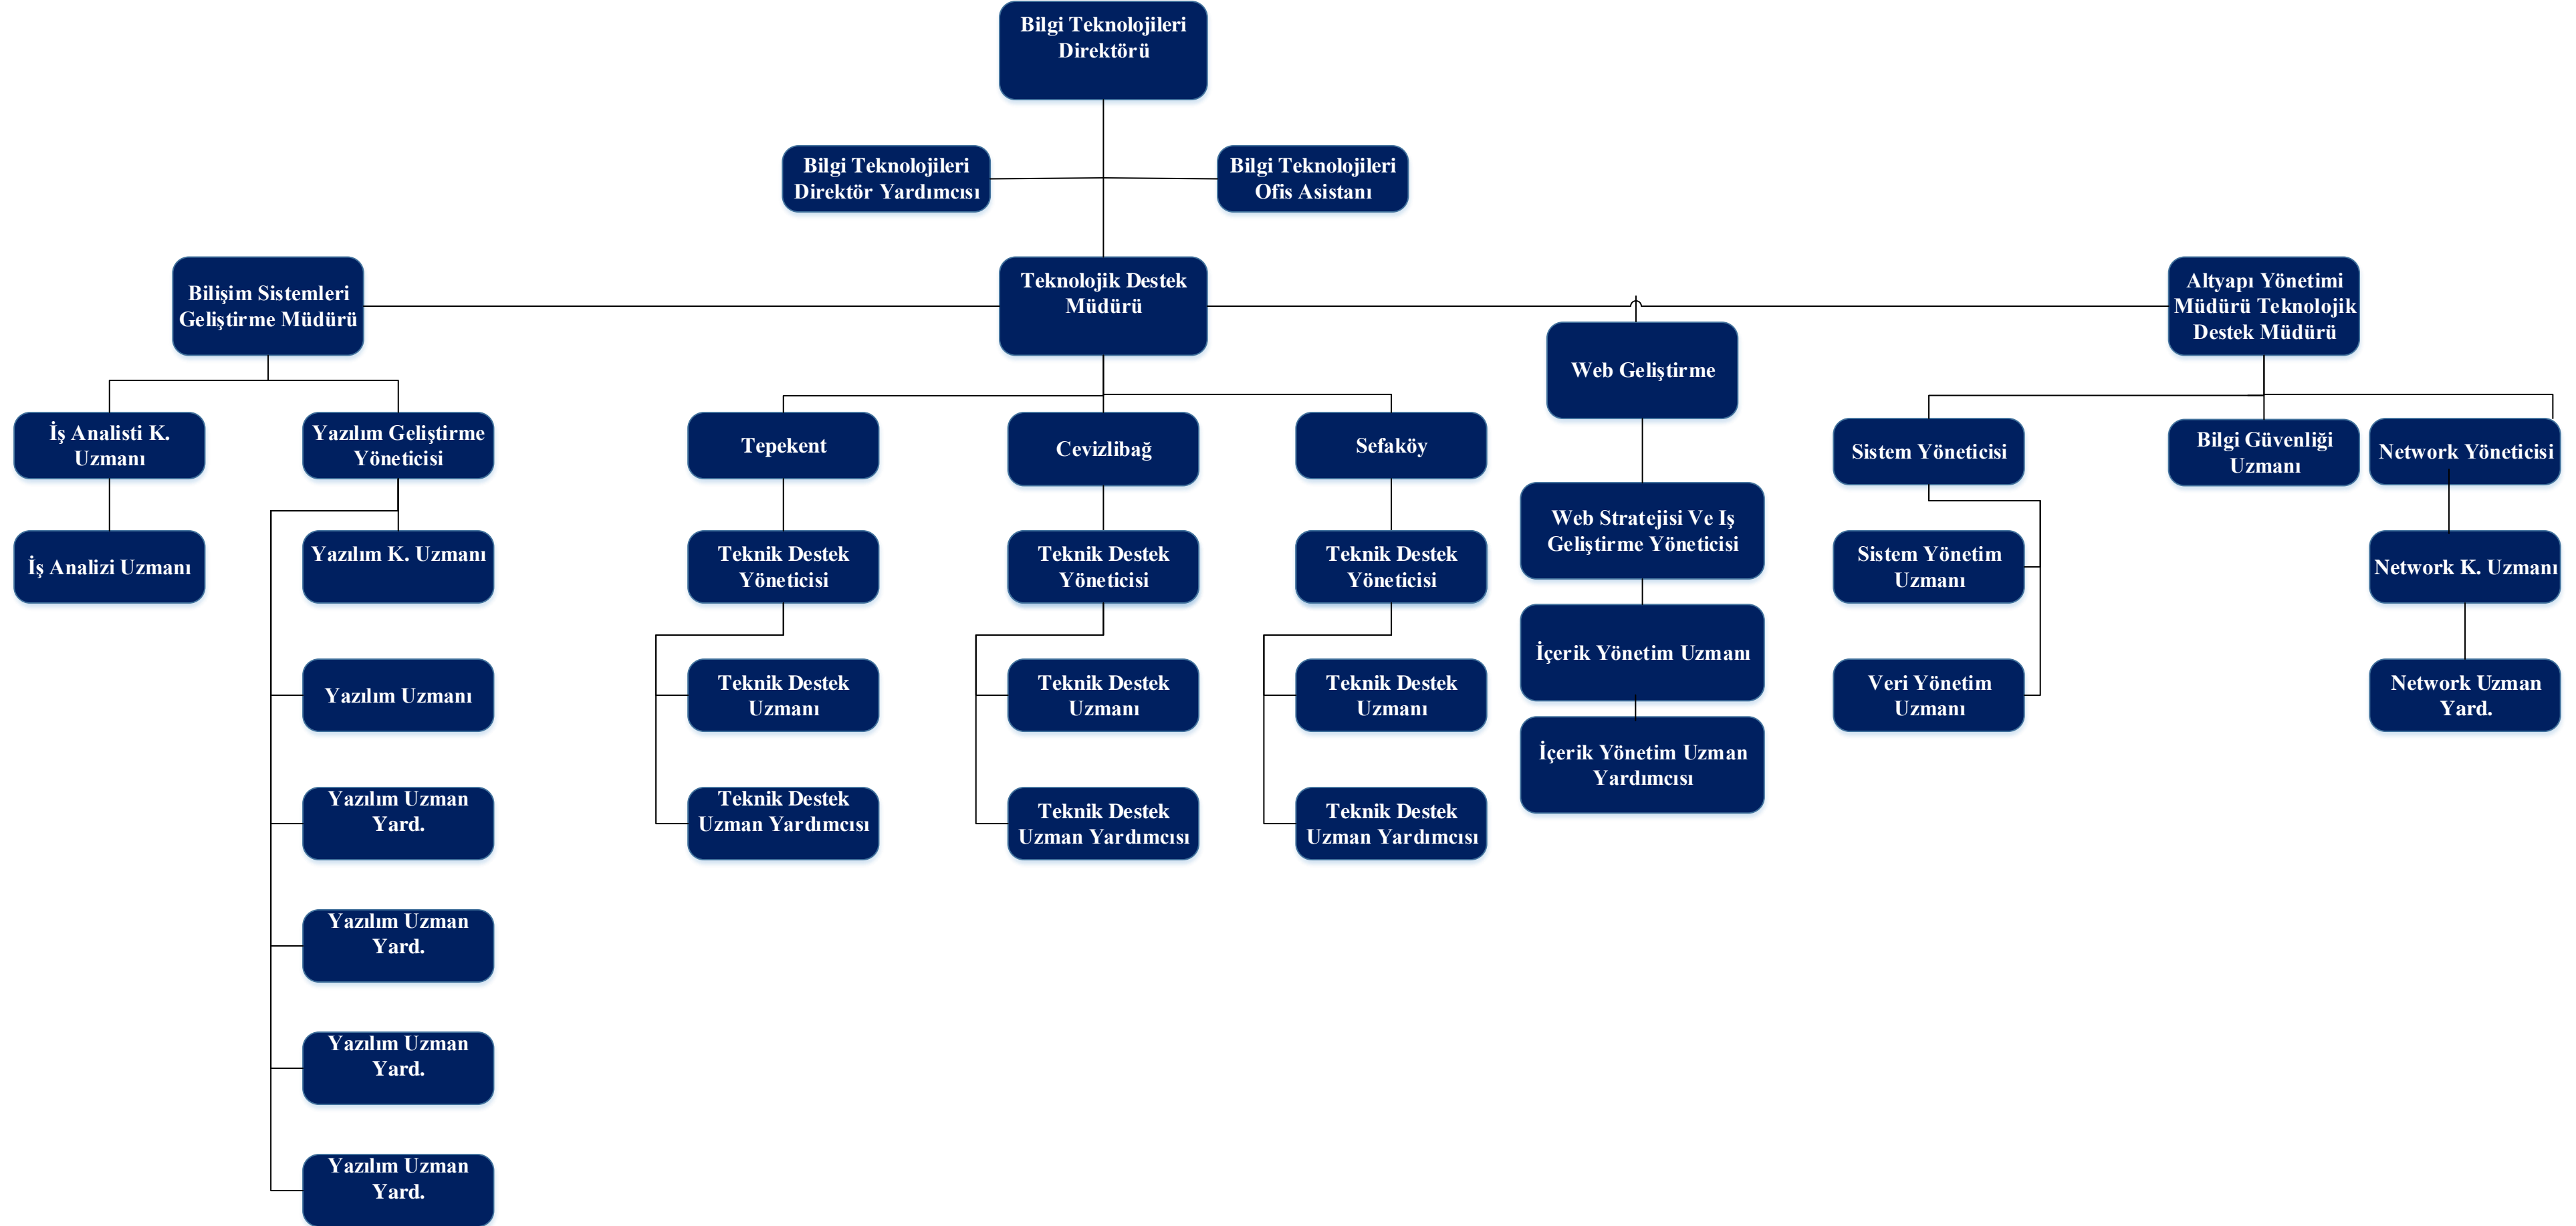 Bilgi Teknolojileri
Direktörü
Bilgi Teknolojileri
Direktör Yardımcısı
Bilgi Teknolojileri
Ofis Asistanı
Bilişim Sistemleri
Geliştirme Müdürü
Teknolojik Destek
Müdürü
Altyapı Yönetimi
Müdürü Teknolojik
Destek Müdürü
Web Geliştirme
İş Analisti K.
Uzmanı
Yazılım Geliştirme
Yöneticisi
Tepekent
Cevizlibağ
Sefaköy
Sistem Yöneticisi
Bilgi Güvenliği
Uzmanı
Network Yöneticisi
Web Stratejisi Ve Iş
Geliştirme Yöneticisi
İş Analizi Uzmanı
Yazılım K. Uzmanı
Teknik Destek
Yöneticisi
Teknik Destek
Yöneticisi
Teknik Destek
Yöneticisi
Sistem Yönetim
Uzmanı
Network K. Uzmanı
İçerik Yönetim Uzmanı
Yazılım Uzmanı
Teknik Destek
Uzmanı
Teknik Destek
Uzmanı
Teknik Destek
Uzmanı
Veri Yönetim
Uzmanı
Network Uzman
Yard.
İçerik Yönetim Uzman
Yardımcısı
Yazılım Uzman
Yard.
Teknik Destek
Uzman Yardımcısı
Teknik Destek
Uzman Yardımcısı
Teknik Destek
Uzman Yardımcısı
Yazılım Uzman
Yard.
Yazılım Uzman
Yard.
Yazılım Uzman
Yard.